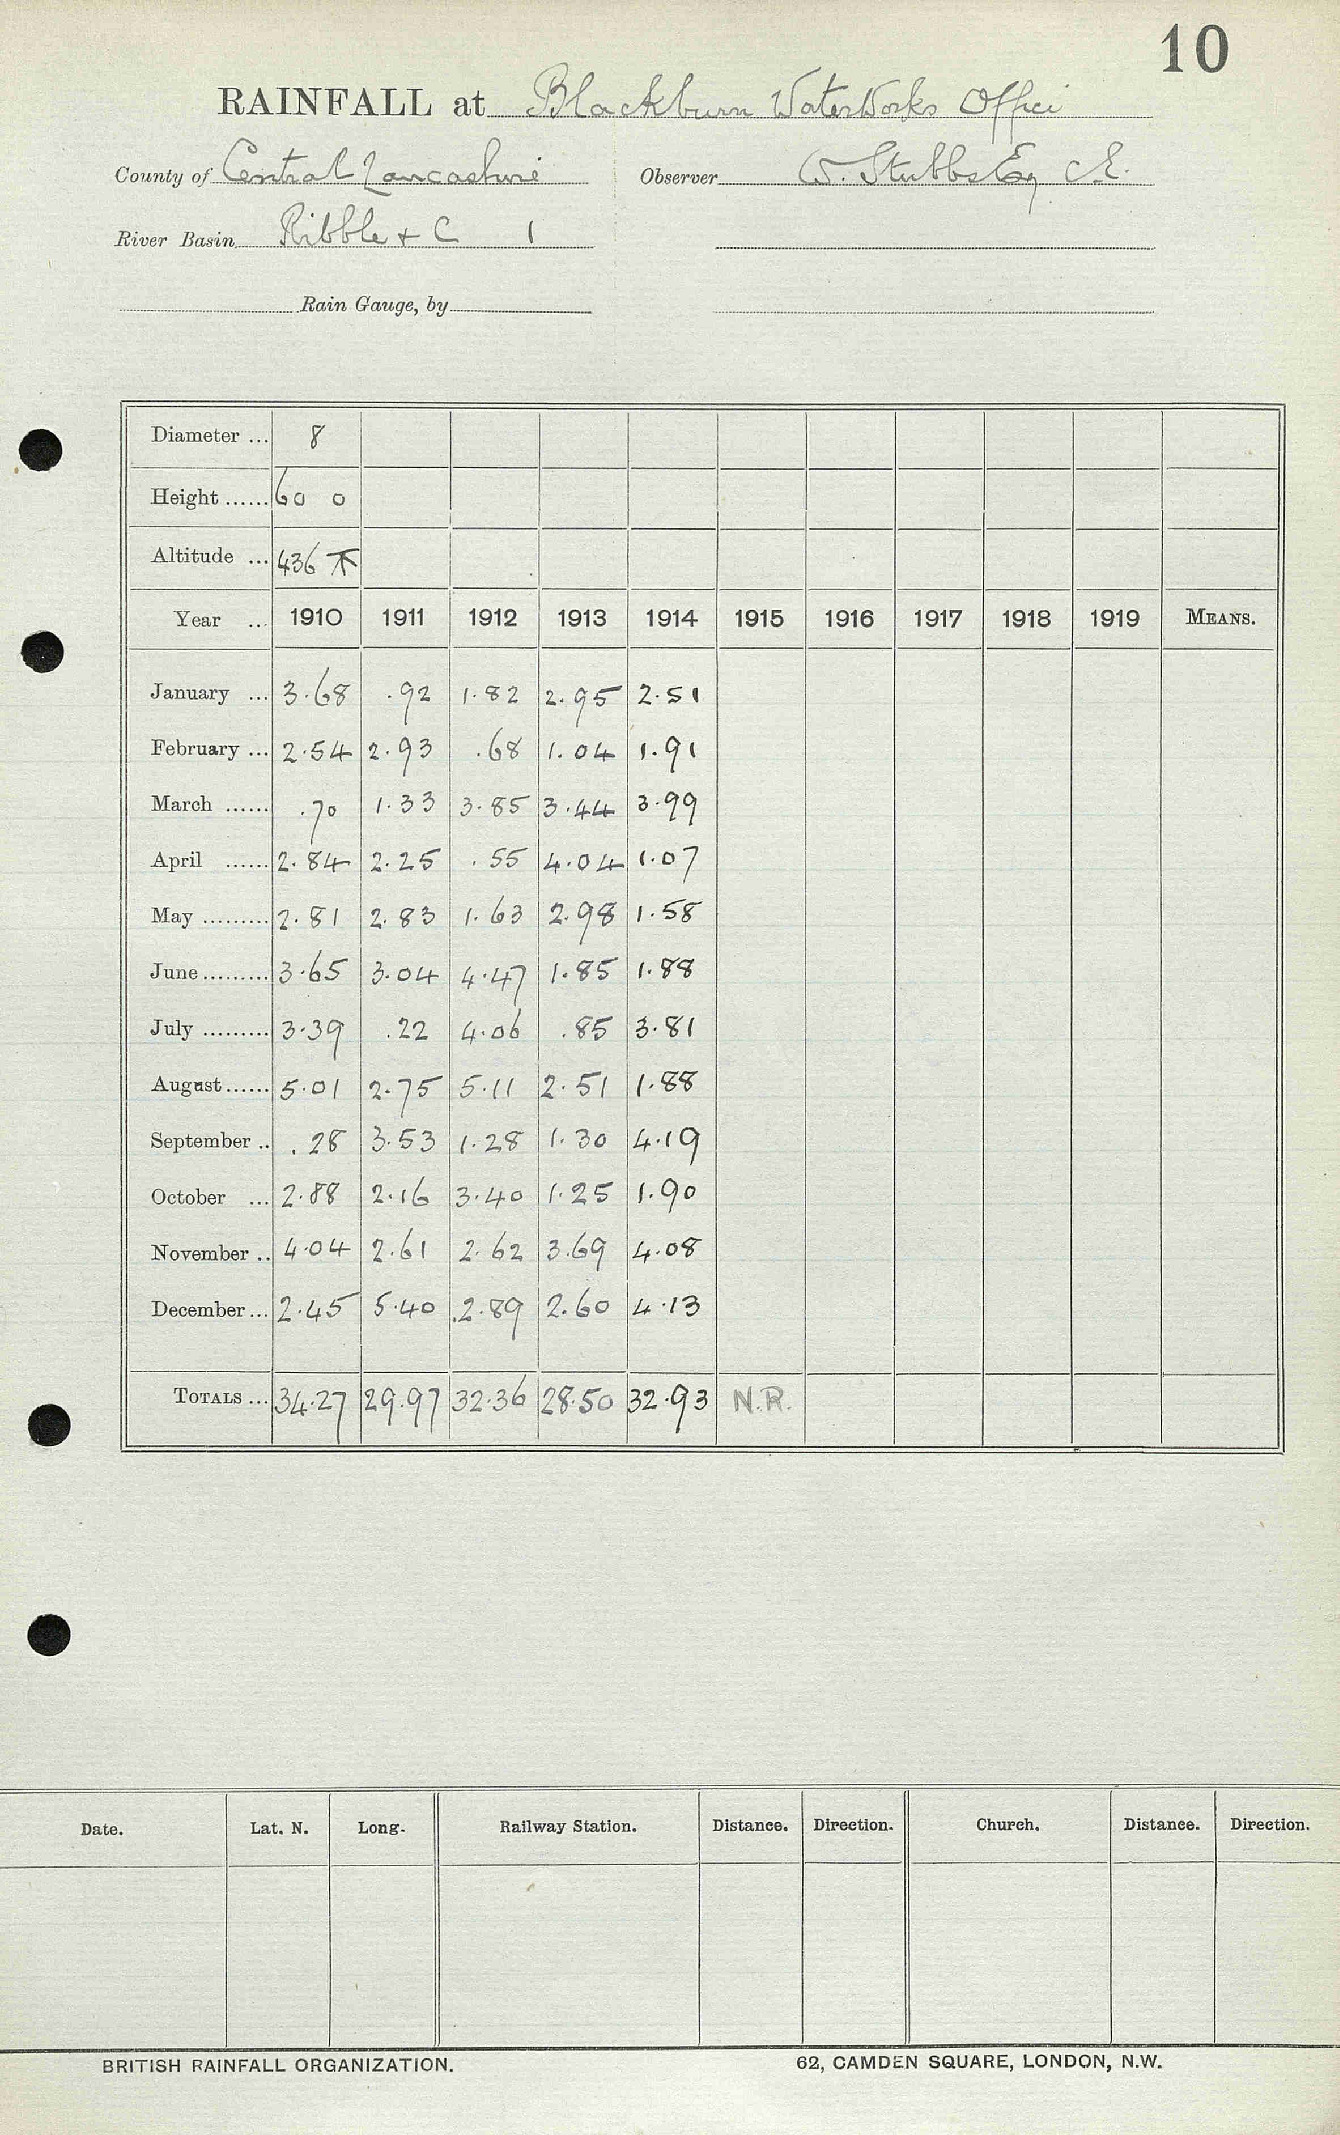 10
RAINFALL at Blackburn WaterWorks Office
County of Central Lancashire Observer W. Stubbs Esq C.E.
River Basin Ribble + C 1
Rain Gauge, by
Diameter ... 8
Height ...... 60 0
Altitude ... 436
Year ... 1910 1911 1912 1913 1914 1915 1916 1917 1918 1919 MEANS.
January ... 3.68 .92 1.82 2.95 2.51
February ... 2.54 2.93 .68 1.04 1.91
March ...... .70 1.33 3.85 3.44 3.99
April ...... 2.84 2.25 .55 4.04 1.07
May ......... 2.81 2.83 1.63 2.98 1.58
June ......... 3.65 3.04 4.47 1.85 1.88
July ......... 3.39 .22 4.06 .85 3.81
August ...... 5.01 2.75 5.11 2.51 1.88
September .. .28 3.53 1.28 1.30 4.19
October ... 2.88 2.16 3.40 1.25 1.90
November .. 4.04 2.61 2.62 3.69 4.08
December ... 2.45 5.40 2.89 2.60 4.13
TOTALS ... 34.27 29.97 32.36 28.50 32.93 N.R.
Date. Lat. N. Long. Railway Station. Distance. Direction. Church. Distance. Direction.
BRITISH RAINFALL ORGANIZATION. 62, CAMDEN SQUARE, LONDON, N.W.